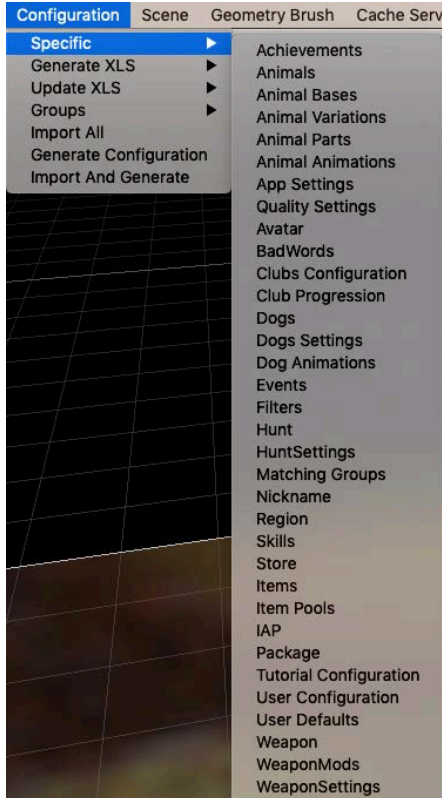 Configuration Scene Geometry Brush Cache Serv
Specific
Generate XLS
Update XLS
Groups
Import All
Generate Configuration
Import And Generate
Achievements
Animals
Animal Bases
Animal Variations
Animal Parts
Animal Animations
App Settings
Quality Settings
Avatar
BadWords
Clubs Configuration
Club Progression
Dogs
Dogs Settings
Dog Animations
Events
Filters
Hunt
HuntSettings
Matching Groups
Nickname
Region
Skills
Store
Items
Item Pools
IAP
Package
Tutorial Configuration
User Configuration
User Defaults
Weapon
WeaponMods
WeaponSettings